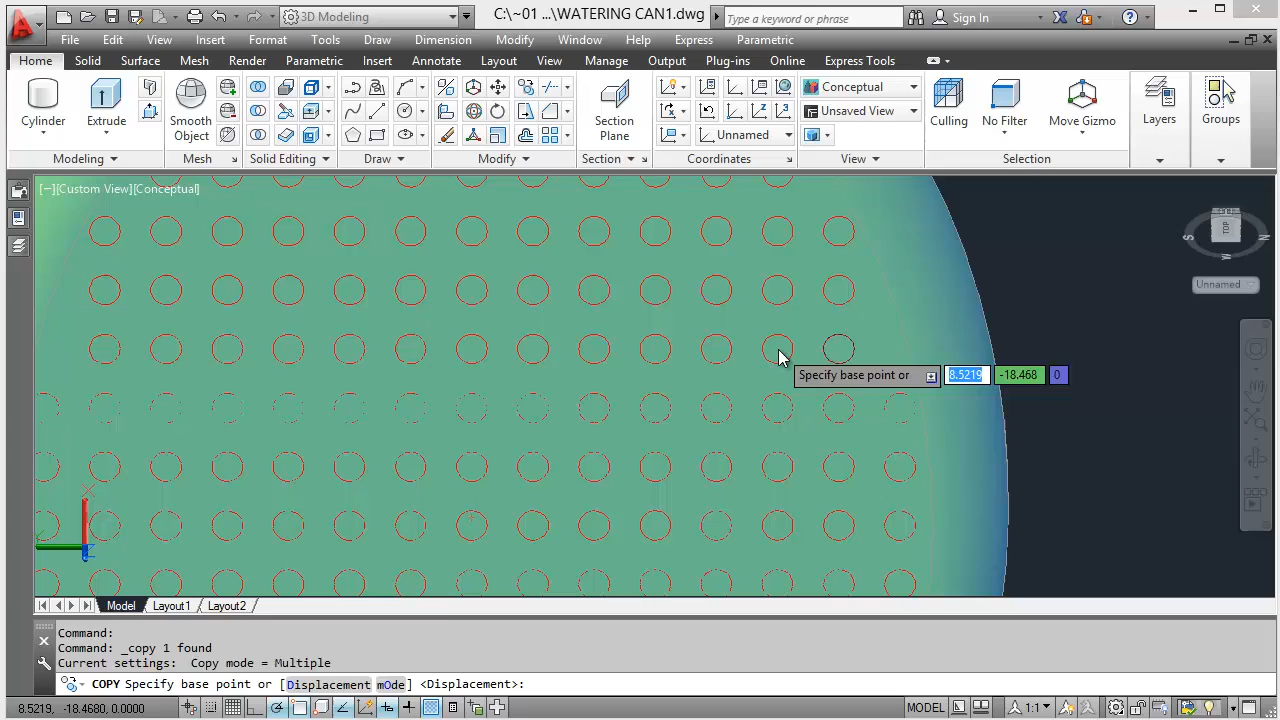 3D Modeling
C:\~01 ...\WATERING CAN1.dwg
Type a keyword or phrase
Sign In
File Edit View Insert Format Tools Draw Dimension Modify Window Help Express Parametric
Home Solid Surface Mesh Render Parametric Insert Annotate Layout View Manage Output Plug-ins Online Express Tools
Conceptual
Unsaved View
Cylinder Extrude Smooth Object Section Plane Unnamed Culling No Filter Move Gizmo Layers Groups
Modeling Mesh Solid Editing Draw Modify Section Coordinates View Selection
[−][Custom View][Conceptual]
TOP
S N
W
Unnamed
Specify base point or 8.5219 -18.468 0
X
Model Layout1 Layout2
Command:
Command: _copy 1 found
Current settings:  Copy mode = Multiple
COPY Specify base point or [Displacement mOde] <Displacement>:
8.5219, -18.4680, 0.0000 MODEL 1:1